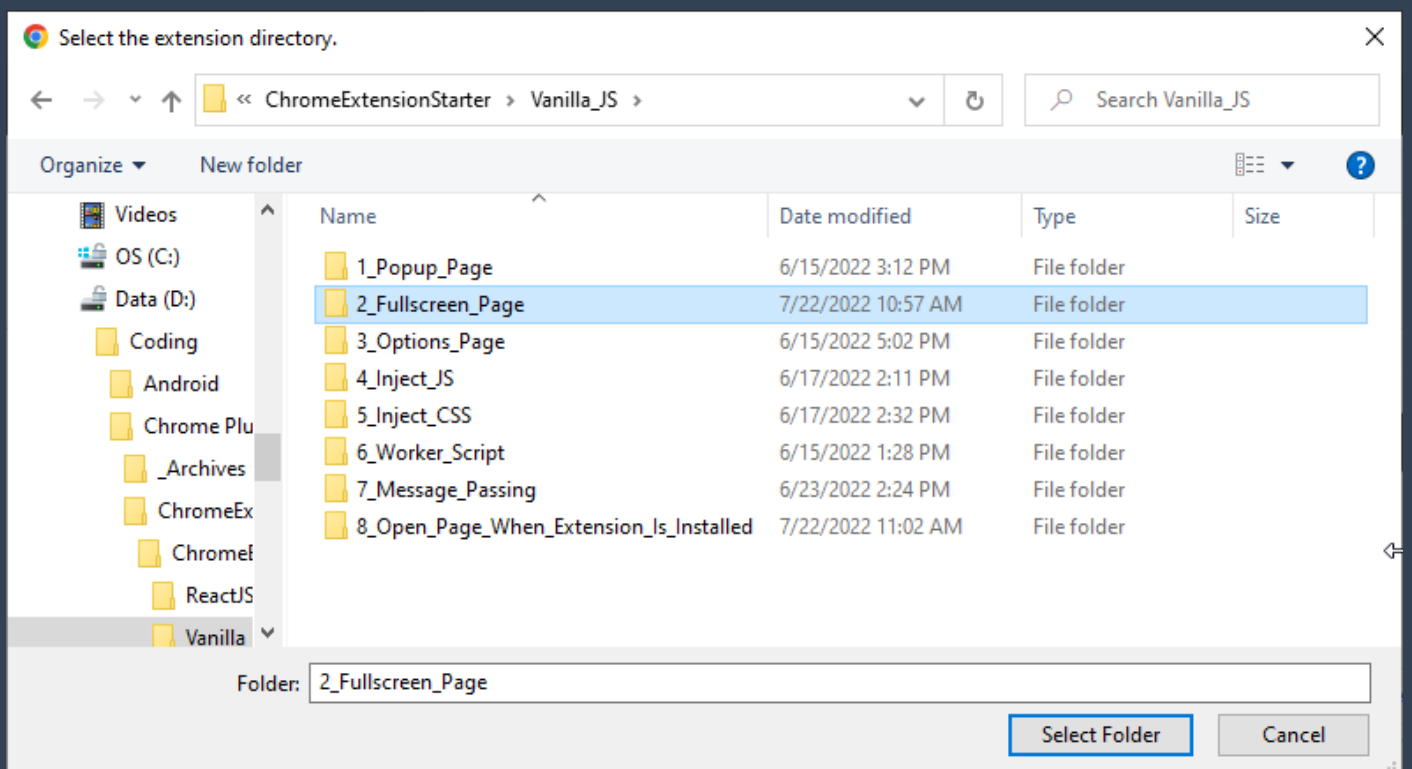 Select the extension directory.
« ChromeExtensionStarter › Vanilla_JS ›
Search Vanilla_JS
Organize
New folder
?
Videos
OS (C:)
Data (D:)
Coding
Android
Chrome Plu
_Archives
ChromeEx
ChromeE
ReactJS
Vanilla
Name Date modified Type Size
1_Popup_Page 6/15/2022 3:12 PM File folder
2_Fullscreen_Page 7/22/2022 10:57 AM File folder
3_Options_Page 6/15/2022 5:02 PM File folder
4_Inject_JS 6/17/2022 2:11 PM File folder
5_Inject_CSS 6/17/2022 2:32 PM File folder
6_Worker_Script 6/15/2022 1:28 PM File folder
7_Message_Passing 6/23/2022 2:24 PM File folder
8_Open_Page_When_Extension_Is_Installed 7/22/2022 11:02 AM File folder
Folder: 2_Fullscreen_Page
Select Folder
Cancel